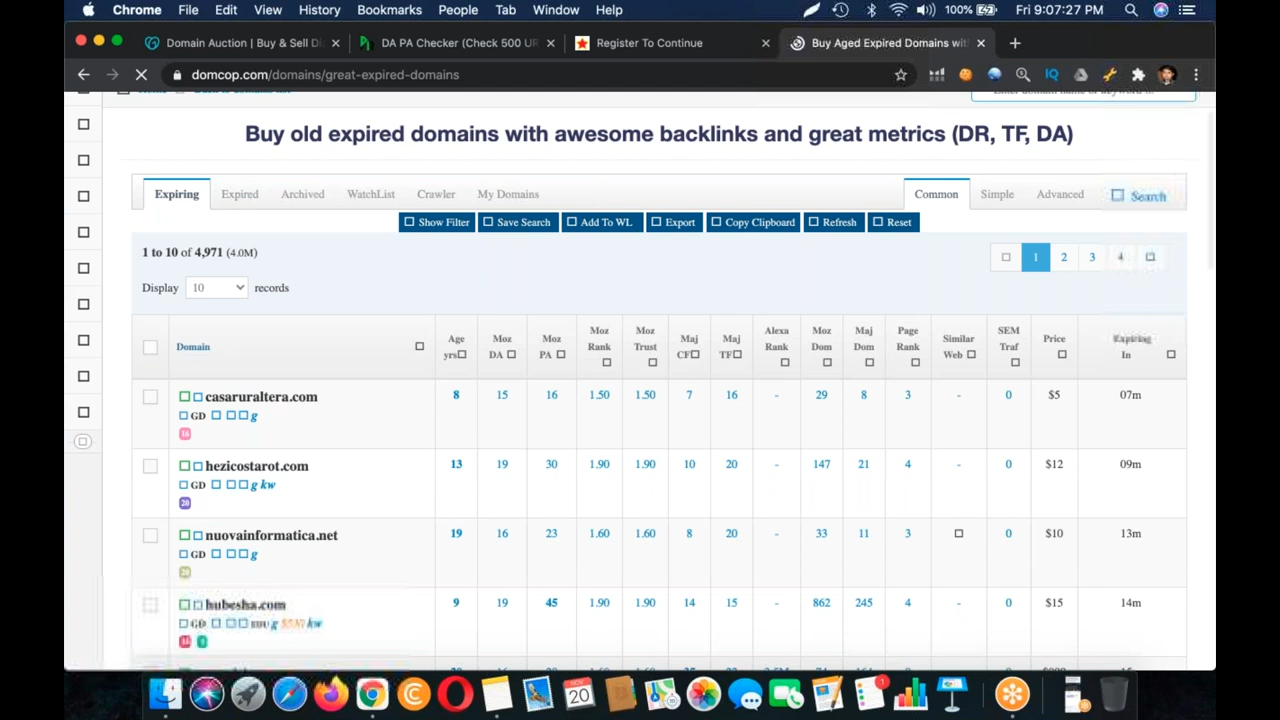 Chrome File Edit View History Bookmarks People Tab Window Help 100% Fri 9:07:27 PM
Domain Auction | Buy & Sell D DA PA Checker (Check 500 UR Register To Continue Buy Aged Expired Domains wit
domcop.com/domains/great-expired-domains
Buy old expired domains with awesome backlinks and great metrics (DR, TF, DA)
Expiring Expired Archived WatchList Crawler My Domains Common Simple Advanced Search
Show Filter Save Search Add To WL Export Copy Clipboard Refresh Reset
1 to 10 of 4,971 (4.0M) 1 2 3 4
Display 10 records
Domain Age yrs Moz DA Moz PA Moz Rank Moz Trust Maj CF Maj TF Alexa Rank Moz Dom Maj Dom Page Rank Similar Web SEM Traf Price Expiring In
casaruraltera.com 8 15 16 1.50 1.50 7 16 - 29 8 3 - 0 $5 07m
GD g
16
hezicostarot.com 13 19 30 1.90 1.90 10 20 - 147 21 4 - 0 $12 09m
GD g kw
20
nuovainformatica.net 19 16 23 1.60 1.60 8 20 - 33 11 3 0 $10 13m
GD g
20
hubesha.com 9 19 45 1.90 1.90 14 15 - 862 245 4 - 0 $15 14m
GD g kw
NOV 20 1